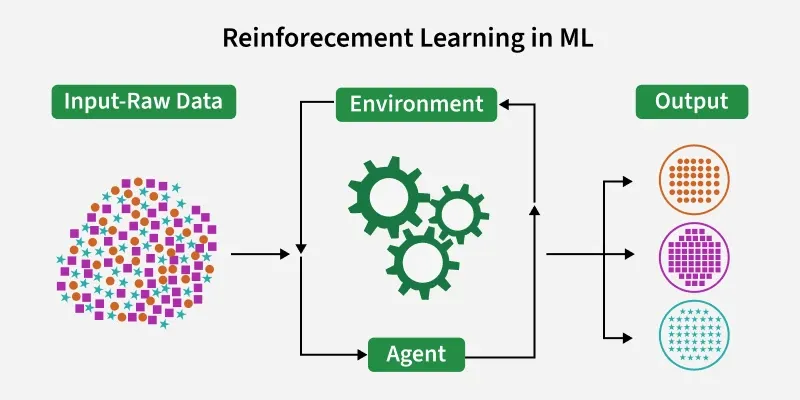 Reinforecement Learning in ML
Input-Raw Data
Environment
Output
Agent